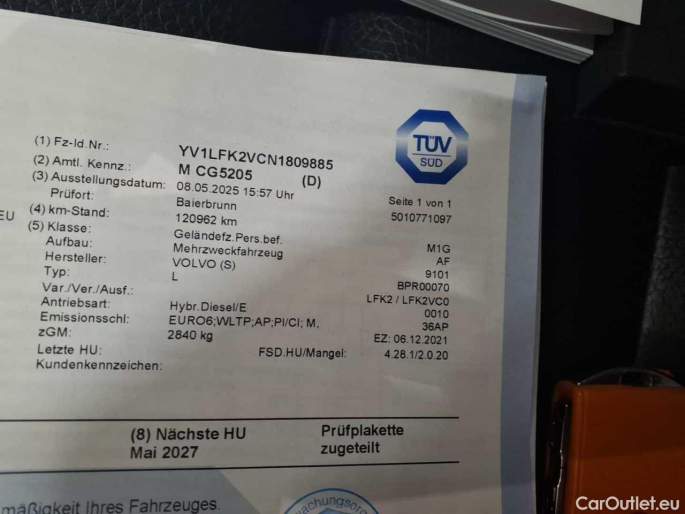 TÜV
SÜD
(1) Fz-Id.Nr.: YV1LFK2VCN1809885
(2) Amtl. Kennz.: M CG5205 (D)
(3) Ausstellungsdatum: 08.05.2025 15:57 Uhr Seite 1 von 1
Prüfort: Baierbrunn 5010771097
EU (4) km-Stand: 120962 km
(5) Klasse: Geländefz.Pers.bef. M1G
Aufbau: Mehrzweckfahrzeug AF
Hersteller: VOLVO (S) 9101
Typ: L BPR00070
Var./Ver./Ausf.: LFK2 / LFK2VC0
Antriebsart: Hybr.Diesel/E 0010
Emissionsschl: EURO6;WLTP;AP;PI/CI; M, 36AP
zGM: 2840 kg EZ: 06.12.2021
Letzte HU: FSD.HU/Mangel: 4.28.1/2.0.20
Kundenkennzeichen:
(8) Nächste HU Prüfplakette
Mai 2027 zugeteilt
mäßigkeit Ihres Fahrzeuges.
wachungsorg
CarOutlet.eu